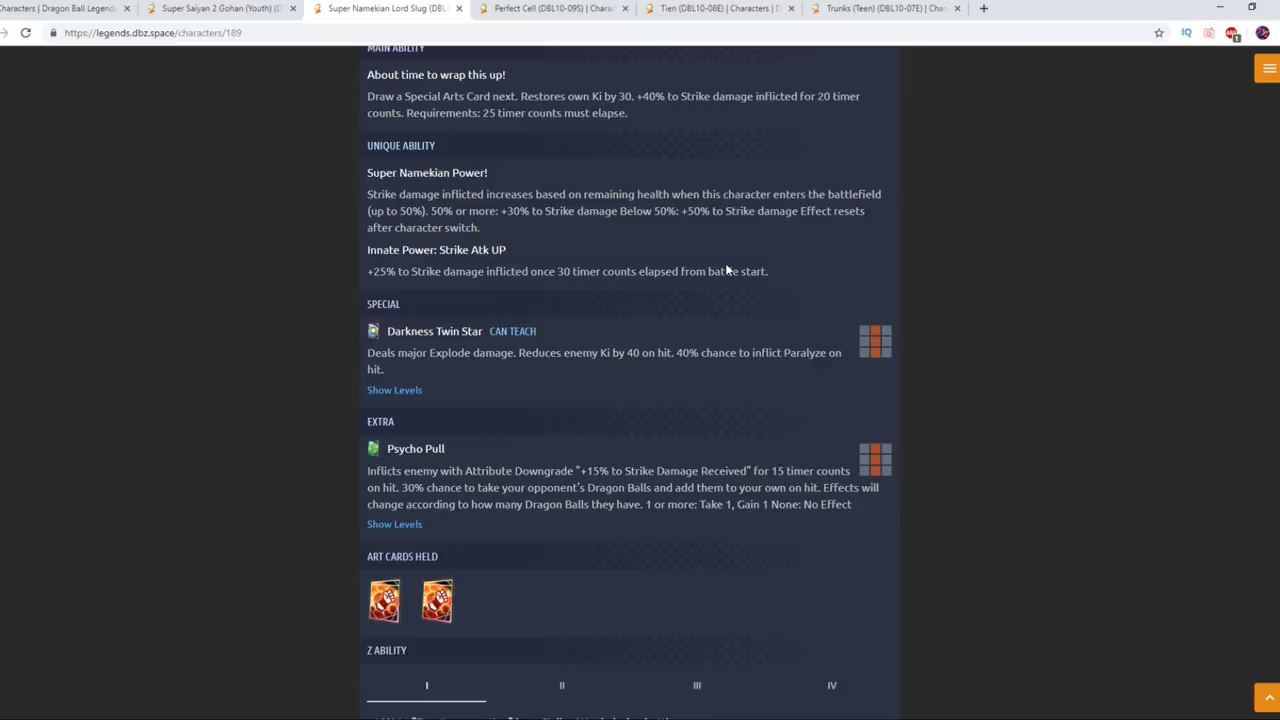 Characters | Dragon Ball Legends
Super Saiyan 2 Gohan (Youth) (D
Super Namekian Lord Slug (DBL
Perfect Cell (DBL10-09S) | Charac
Tien (DBL10-08E) | Characters | D
Trunks (Teen) (DBL10-07E) | Char
https://legends.dbz.space/characters/189
IQ
1
MAIN ABILITY
About time to wrap this up!
Draw a Special Arts Card next. Restores own Ki by 30. +40% to Strike damage inflicted for 20 timer
counts. Requirements: 25 timer counts must elapse.
UNIQUE ABILITY
Super Namekian Power!
Strike damage inflicted increases based on remaining health when this character enters the battlefield
(up to 50%). 50% or more: +30% to Strike damage Below 50%: +50% to Strike damage Effect resets
after character switch.
Innate Power: Strike Atk UP
+25% to Strike damage inflicted once 30 timer counts elapsed from battle start.
SPECIAL
Darkness Twin Star CAN TEACH
Deals major Explode damage. Reduces enemy Ki by 40 on hit. 40% chance to inflict Paralyze on
hit.
Show Levels
EXTRA
Psycho Pull
Inflicts enemy with Attribute Downgrade "+15% to Strike Damage Received" for 15 timer counts
on hit. 30% chance to take your opponent's Dragon Balls and add them to your own on hit. Effects will
change according to how many Dragon Balls they have. 1 or more: Take 1, Gain 1 None: No Effect
Show Levels
ART CARDS HELD
Z ABILITY
I II III IV